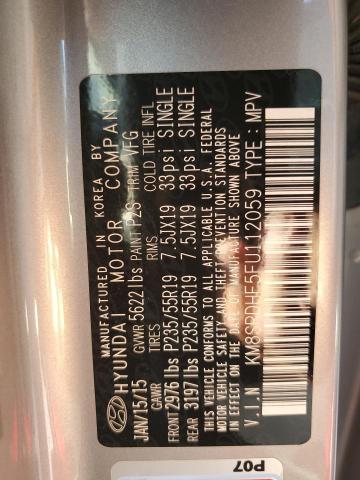 MANUFACTURED IN KOREA BY
HYUNDAI MOTOR COMPANY
JAN/15/15 GVWR 5622 lbs PAINT P2S TRIM VFG
GAWR RIMS COLD TIRE INFL
FRONT 2976 lbs P235/55R19 7.5JX19 33psi SINGLE
REAR 3197 lbs P235/55R19 7.5JX19 33psi SINGLE
THIS VEHICLE CONFORMS TO ALL APPLICABLE U.S.A. FEDERAL
MOTOR VEHICLE SAFETY AND THEFT PREVENTION STANDARDS
IN EFFECT ON THE DATE OF MANUFACTURE SHOWN ABOVE
V.I.N KM8SRDHF5FU112059 TYPE : MPV
P07